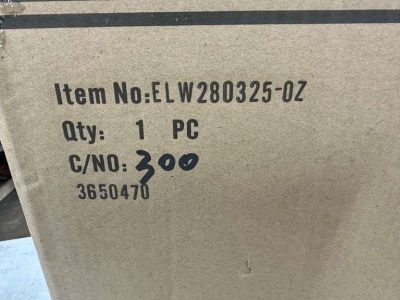 Item No:ELW280325-0Z
Qty: 1 PC
C/NO: 300
3650470